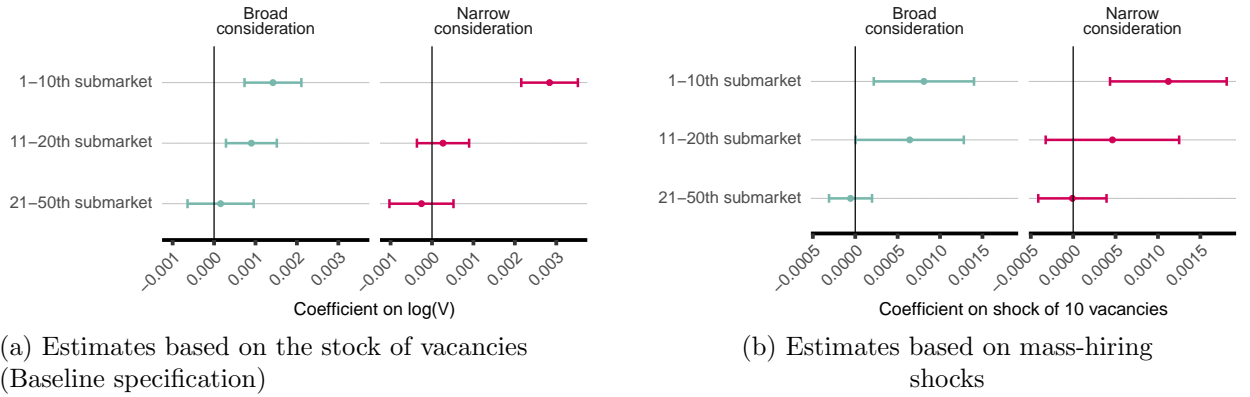 Broad
consideration
Narrow
consideration
1−10th submarket
11−20th submarket
21−50th submarket
−0.001
0.000
0.001
0.002
0.003
−0.001
0.000
0.001
0.002
0.003
Coefficient on log(V)
(a) Estimates based on the stock of vacancies
(Baseline specification)
Broad
consideration
Narrow
consideration
1−10th submarket
11−20th submarket
21−50th submarket
−0.0005
0.0000
0.0005
0.0010
0.0015
−0.0005
0.0000
0.0005
0.0010
0.0015
Coefficient on shock of 10 vacancies
(b) Estimates based on mass-hiring
shocks